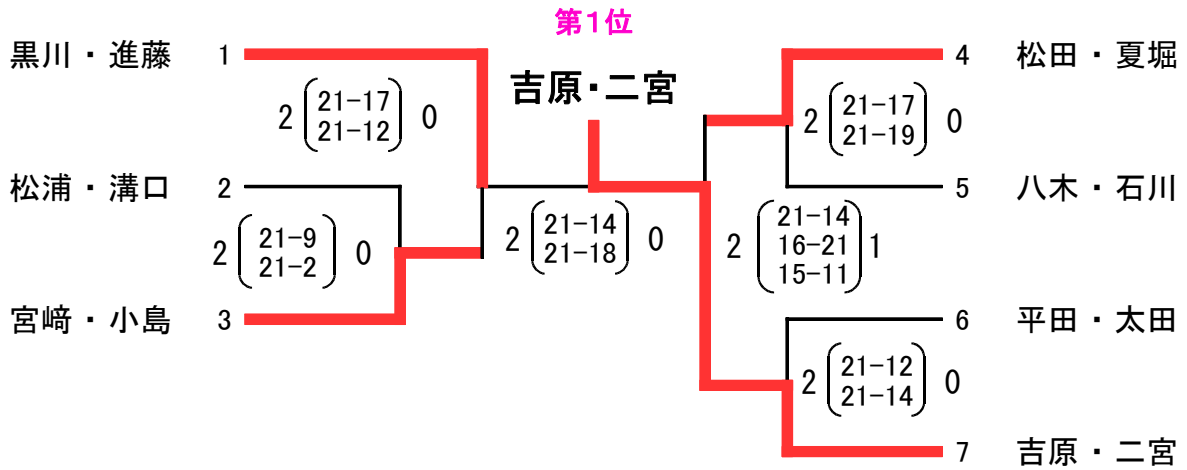 第1位
吉原・二宮
黒川 ・ 進藤 1
2 21-17 0
21-12
松浦 ・ 溝口 2
2 21-9 0
21-2
宮﨑 ・ 小島 3
2 21-14 0
21-18
4 松田 ・ 夏堀
2 21-17 0
21-19
5 八木 ・ 石川
21-14
2 16-21 1
15-11
6 平田 ・ 太田
2 21-12 0
21-14
7 吉原 ・ 二宮